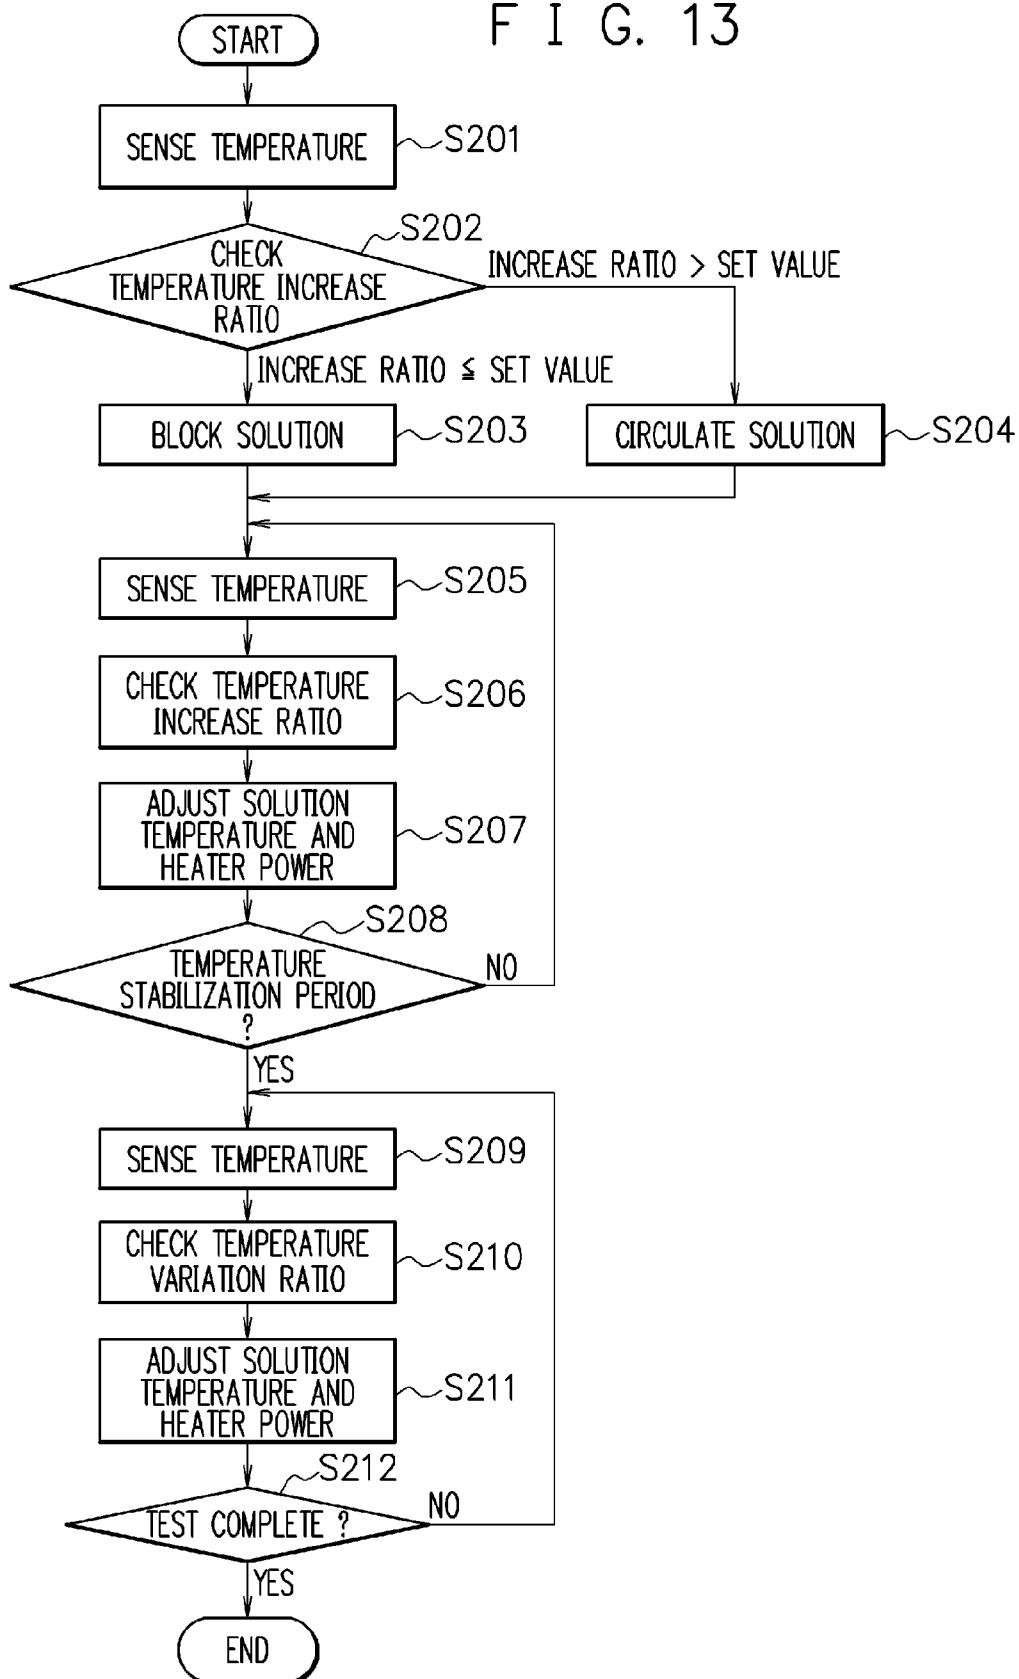 F I G. 13
START
SENSE TEMPERATURE
S201
S202
CHECK
TEMPERATURE INCREASE
RATIO
INCREASE RATIO > SET VALUE
INCREASE RATIO ≦ SET VALUE
BLOCK SOLUTION
S203
CIRCULATE SOLUTION
S204
SENSE TEMPERATURE
S205
CHECK TEMPERATURE
INCREASE RATIO
S206
ADJUST SOLUTION
TEMPERATURE AND
HEATER POWER
S207
S208
TEMPERATURE
STABILIZATION PERIOD
?
NO
YES
SENSE TEMPERATURE
S209
CHECK TEMPERATURE
VARIATION RATIO
S210
ADJUST SOLUTION
TEMPERATURE AND
HEATER POWER
S211
S212
TEST COMPLETE ?
NO
YES
END